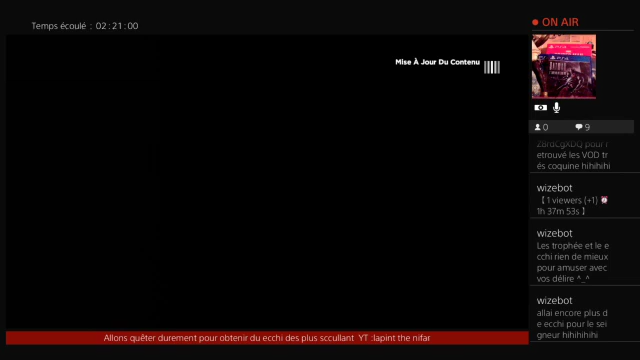 Temps écoulé : 02:21:00
ON AIR
Mise À Jour Du Contenu
PS4
0
9
etrouvé les VOD tr
és coquine hihihihi
wizebot
【 1 viewers (+1) ⏰
1h 37m 53s 】
wizebot
Les trophée et le e
cchi rien de mieux
pour amuser avec
vos délire ^_^
wizebot
allai encore plus d
e ecchi pour le sei
gneur hihihihihi
Allons quêter durement pour obtenir du ecchi des plus scculant YT :lapint the nifar